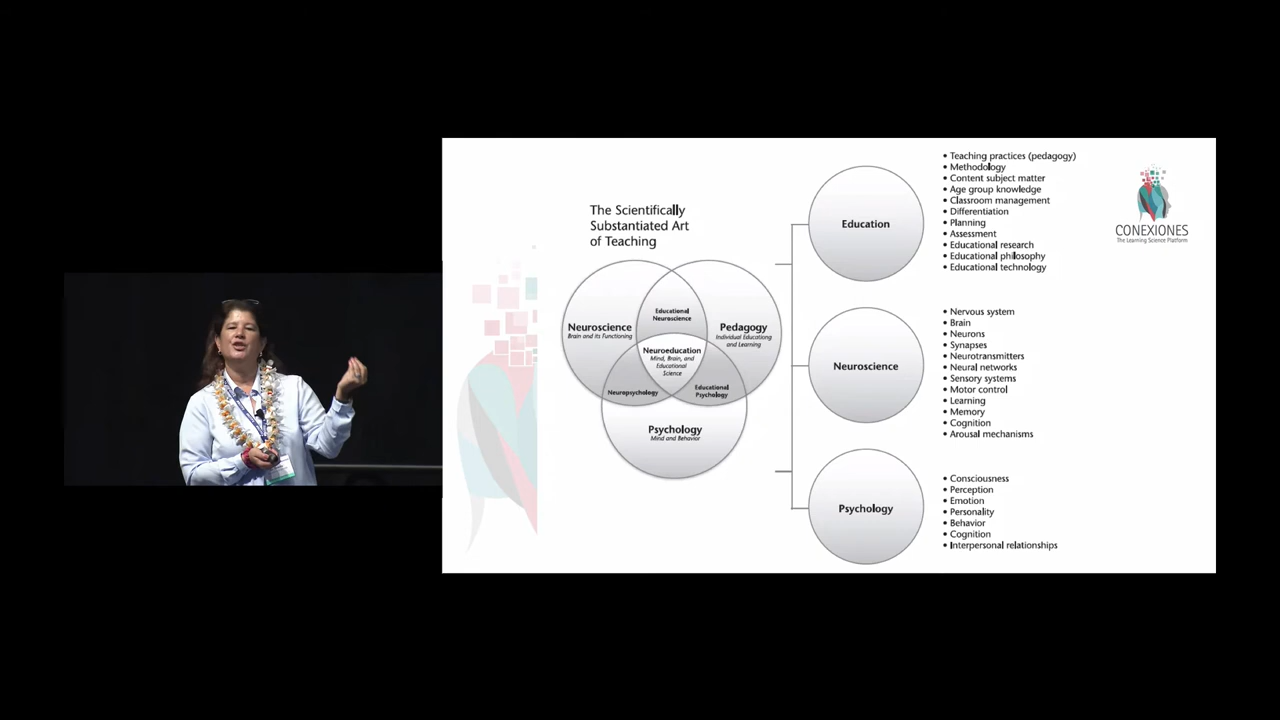 The Scientifically
Substantiated Art
of Teaching
Neuroscience
Brain and Its Functioning
Educational
Neuroscience
Pedagogy
Individual Educationg
and Learning
Neuroeducation
Mind, Brain, and
Educational
Science
Neuropsychology
Educational
Psychology
Psychology
Mind and Behavior
Education
• Teaching practices (pedagogy)
• Methodology
• Content subject matter
• Age group knowledge
• Classroom management
• Differentiation
• Planning
• Assessment
• Educational research
• Educational philosophy
• Educational technology
Neuroscience
• Nervous system
• Brain
• Neurons
• Synapses
• Neurotransmitters
• Neural networks
• Sensory systems
• Motor control
• Learning
• Memory
• Cognition
• Arousal mechanisms
Psychology
• Consciousness
• Perception
• Emotion
• Personality
• Behavior
• Cognition
• Interpersonal relationships
CONEXIONES
The Learning Science Platform